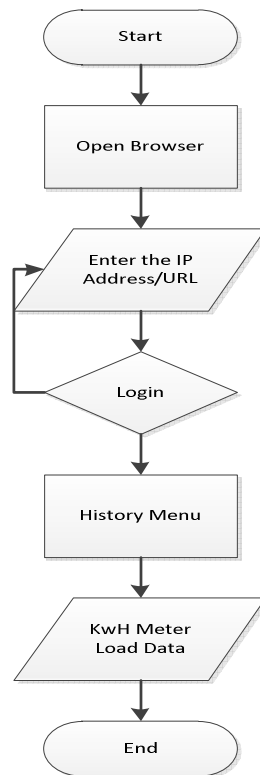 Start
Open Browser
Enter the IP
Address/URL
Login
History Menu
KwH Meter
Load Data
End